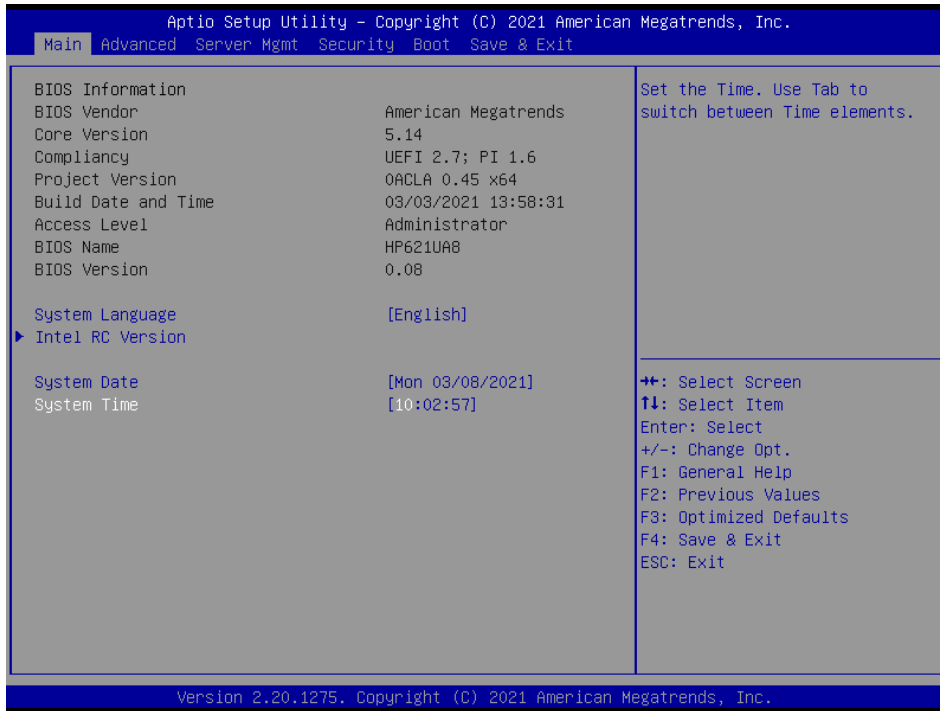 Aptio Setup Utility – Copyright (C) 2021 American Megatrends, Inc.
Main Advanced Server Mgmt Security Boot Save & Exit
BIOS Information
BIOS Vendor American Megatrends
Core Version 5.14
Compliancy UEFI 2.7; PI 1.6
Project Version OACLA 0.45 x64
Build Date and Time 03/03/2021 13:58:31
Access Level Administrator
BIOS Name HP621UA8
BIOS Version 0.08
System Language [English]
▶ Intel RC Version
System Date [Mon 03/08/2021]
System Time [10:02:57]
Set the Time. Use Tab to
switch between Time elements.
→←: Select Screen
↑↓: Select Item
Enter: Select
+/-: Change Opt.
F1: General Help
F2: Previous Values
F3: Optimized Defaults
F4: Save & Exit
ESC: Exit
Version 2.20.1275. Copyright (C) 2021 American Megatrends, Inc.